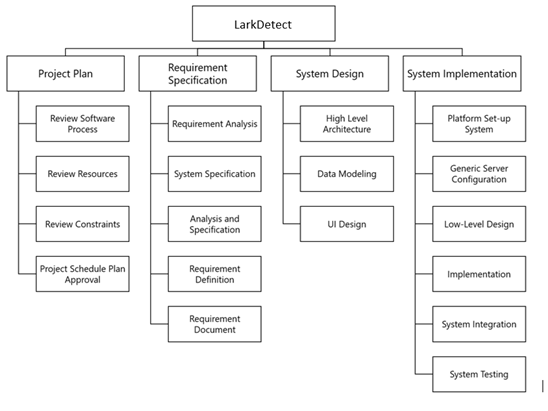 LarkDetect
Project Plan
Requirement
Specification
System Design
System Implementation
Review Software
Process
Review Resources
Review Constraints
Project Schedule Plan
Approval
Requirement Analysis
System Specification
Analysis and
Specification
Requirement
Definition
Requirement
Document
High Level
Architecture
Data Modeling
UI Design
Platform Set-up
System
Generic Server
Configuration
Low-Level Design
Implementation
System Integration
System Testing